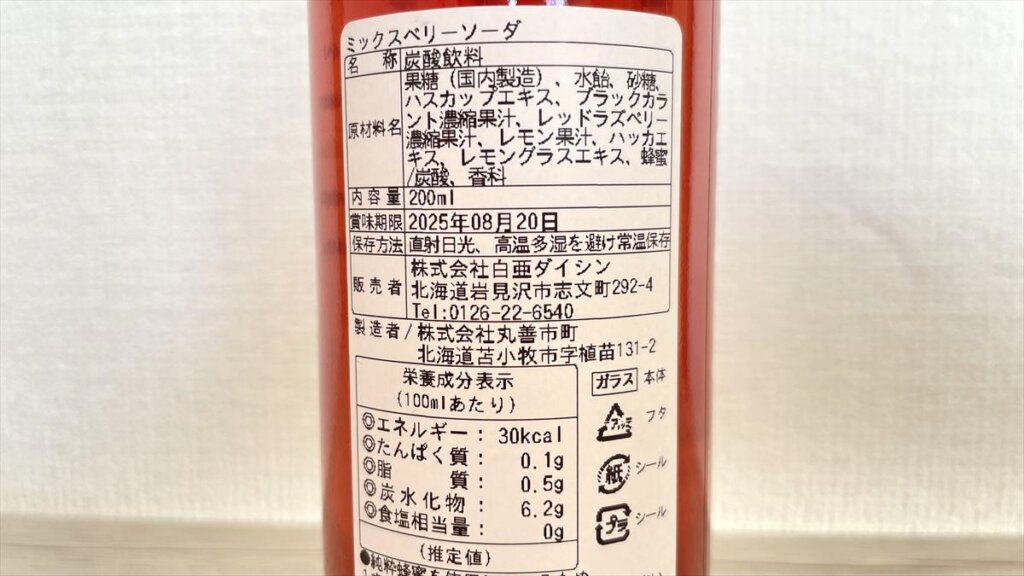 ミックスベリーソーダ
名 称 炭酸飲料
原材料名 果糖(国内製造)、水飴、砂糖、
ハスカップエキス、ブラックカラ
ント濃縮果汁、レッドラズベリー
濃縮果汁、レモン果汁、ハッカエ
キス、レモングラスエキス、蜂蜜
/炭酸、香料
内容量 200ml
賞味期限 2025年08月20日
保存方法 直射日光、高温多湿を避け常温保存
販売者 株式会社白亜ダイシン
北海道岩見沢市志文町292-4
Tel:0126-22-6540
製造者/株式会社丸善市町
北海道苫小牧市字植苗131-2
栄養成分表示
(100mlあたり)
◎エネルギー: 30kcal
◎たんぱく質: 0.1g
◎脂 質: 0.5g
◎炭水化物: 6.2g
◎食塩相当量: 0g
(推定値)
ガラス 本体
アルミ フタ
紙 シール
プラ シール
●純粋蜂蜜を使用